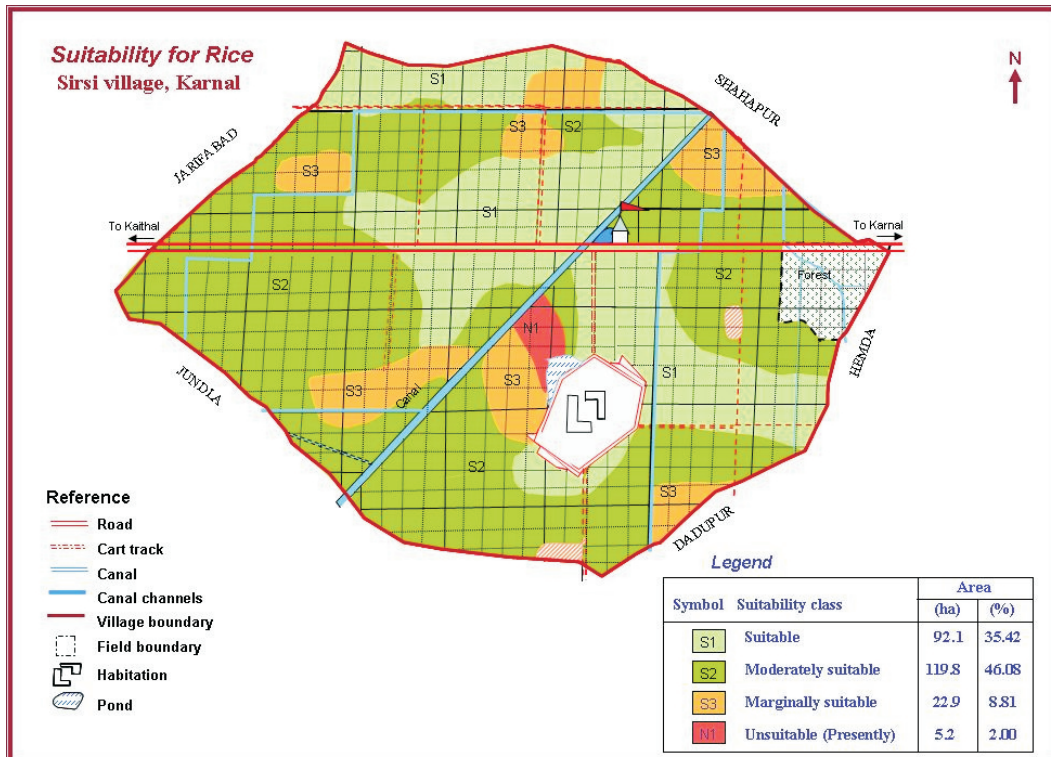 Suitability for Rice
Sirsi village, Karnal
N
SHAHAPUR
JARIFABAD
S1
S3
S2
S3
S3
S1
To Kaithal
To Karnal
S2
S2
Forest
N1
HEMDA
JUNDLA
S3
Canal
S3
S1
S2
S3
DADUPUR
Reference
Road
Cart track
Canal
Canal channels
Village boundary
Field boundary
Habitation
Pond
Legend
Symbol Suitability class Area
(ha) (%)
S1 Suitable 92.1 35.42
S2 Moderately suitable 119.8 46.08
S3 Marginally suitable 22.9 8.81
N1 Unsuitable (Presently) 5.2 2.00